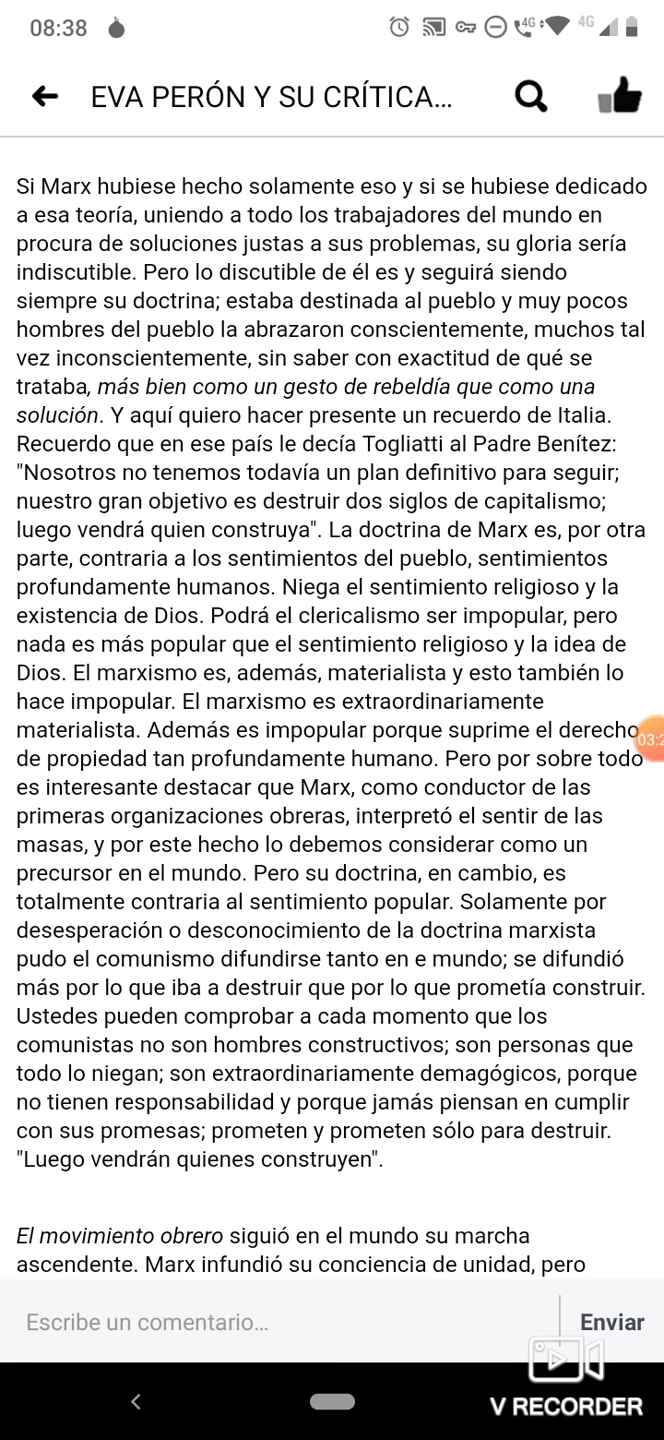 08:38
4G
4G
EVA PERÓN Y SU CRÍTICA...
Si Marx hubiese hecho solamente eso y si se hubiese dedicado
a esa teoría, uniendo a todo los trabajadores del mundo en
procura de soluciones justas a sus problemas, su gloria sería
indiscutible. Pero lo discutible de él es y seguirá siendo
siempre su doctrina; estaba destinada al pueblo y muy pocos
hombres del pueblo la abrazaron conscientemente, muchos tal
vez inconscientemente, sin saber con exactitud de qué se
trataba, más bien como un gesto de rebeldía que como una
solución. Y aquí quiero hacer presente un recuerdo de Italia.
Recuerdo que en ese país le decía Togliatti al Padre Benítez:
"Nosotros no tenemos todavía un plan definitivo para seguir;
nuestro gran objetivo es destruir dos siglos de capitalismo;
luego vendrá quien construya". La doctrina de Marx es, por otra
parte, contraria a los sentimientos del pueblo, sentimientos
profundamente humanos. Niega el sentimiento religioso y la
existencia de Dios. Podrá el clericalismo ser impopular, pero
nada es más popular que el sentimiento religioso y la idea de
Dios. El marxismo es, además, materialista y esto también lo
hace impopular. El marxismo es extraordinariamente
materialista. Además es impopular porque suprime el derecho
de propiedad tan profundamente humano. Pero por sobre todo
es interesante destacar que Marx, como conductor de las
primeras organizaciones obreras, interpretó el sentir de las
masas, y por este hecho lo debemos considerar como un
precursor en el mundo. Pero su doctrina, en cambio, es
totalmente contraria al sentimiento popular. Solamente por
desesperación o desconocimiento de la doctrina marxista
pudo el comunismo difundirse tanto en e mundo; se difundió
más por lo que iba a destruir que por lo que prometía construir.
Ustedes pueden comprobar a cada momento que los
comunistas no son hombres constructivos; son personas que
todo lo niegan; son extraordinariamente demagógicos, porque
no tienen responsabilidad y porque jamás piensan en cumplir
con sus promesas; prometen y prometen sólo para destruir.
"Luego vendrán quienes construyen".
El movimiento obrero siguió en el mundo su marcha
ascendente. Marx infundió su conciencia de unidad, pero
Escribe un comentario...
Enviar
V RECORDER